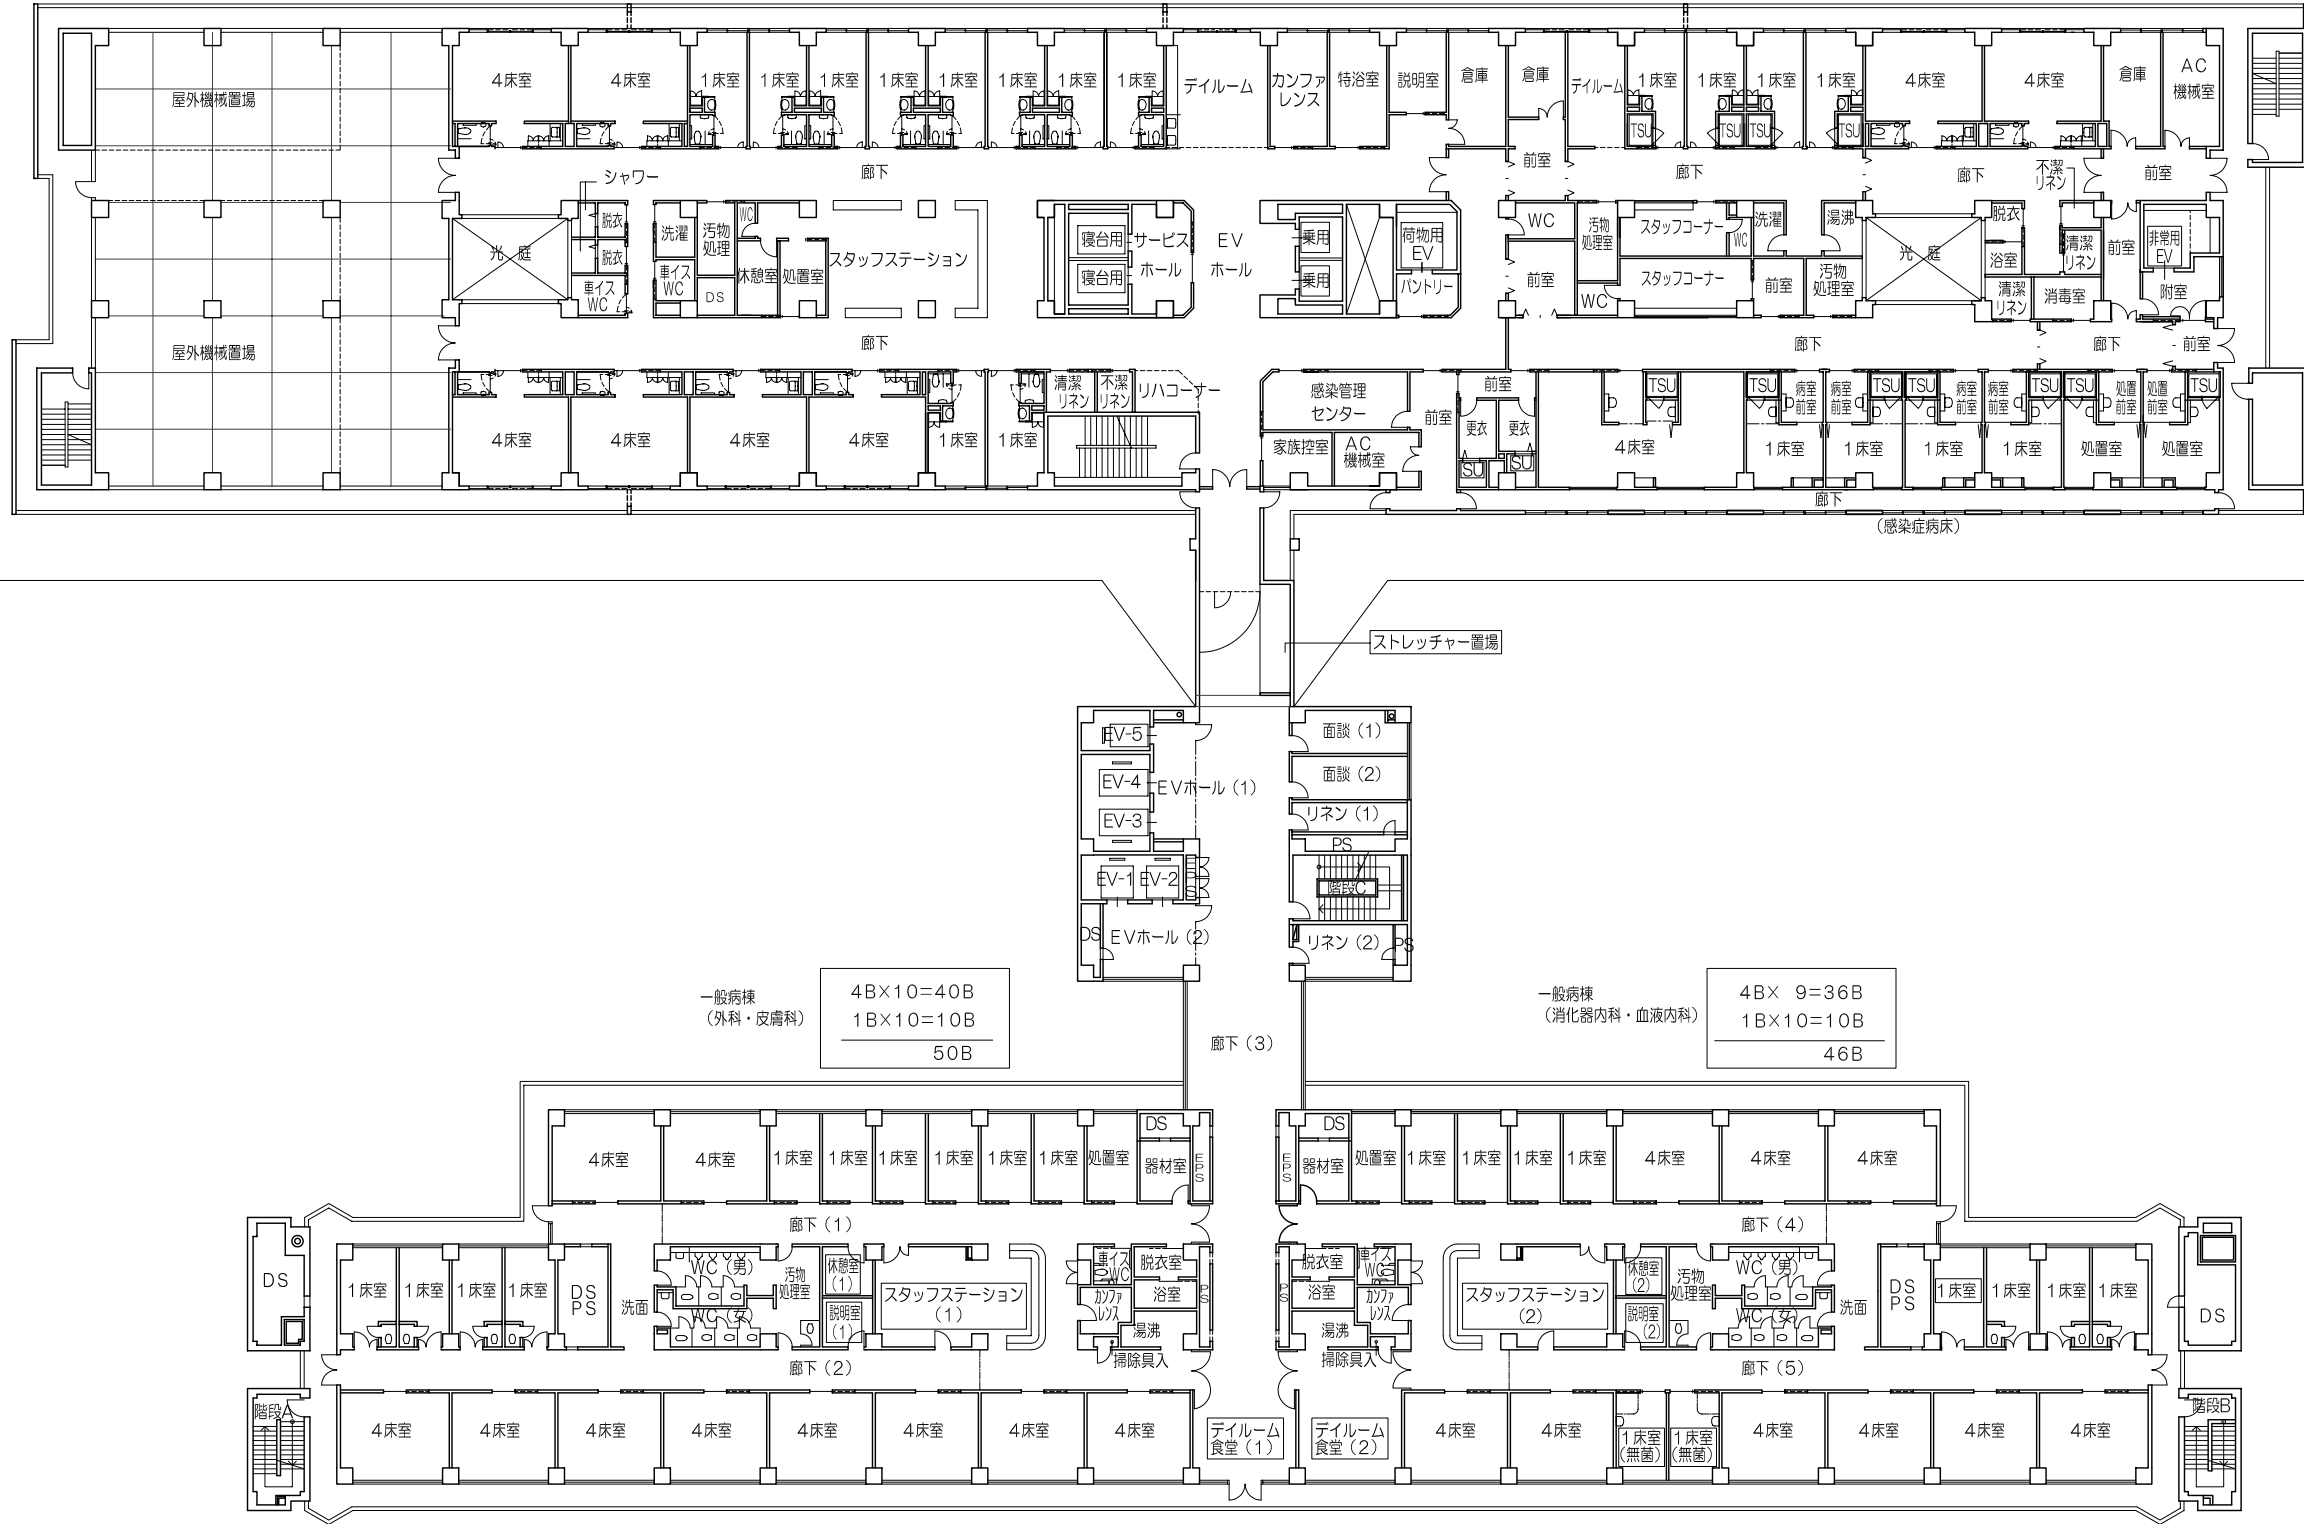 屋外機械置場
4床室
4床室
1床室
1床室
1床室
1床室
1床室
1床室
1床室
1床室
デイルーム
カンファ
レンス
特浴室
説明室
倉庫
倉庫
デイルーム
1床室
1床室
1床室
1床室
4床室
4床室
倉庫
AC
機械室
TSU
TSU
TSU
TSU
シャワー
廊下
前室
廊下
廊下
不潔
リネン
前室
光庭
脱衣
脱衣
車イス
WC
洗濯
車イス
WC
汚物
処理
DS
WC
休憩室
処置室
スタッフステーション
寝台用
寝台用
サービス
ホール
EV
ホール
乗用
乗用
荷物用
EV
パントリー
WC
前室
汚物
処理室
WC
スタッフコーナー
スタッフコーナー
WC
洗濯
前室
湯沸
汚物
処理室
光庭
脱衣
浴室
清潔
リネン
清潔
リネン
消毒室
前室
非常用
EV
附室
屋外機械置場
廊下
廊下
廊下
前室
4床室
4床室
4床室
4床室
1床室
1床室
清潔
リネン
不潔
リネン
リハコーナー
感染管理
センター
家族控室
AC
機械室
前室
前室
更衣
更衣
SU
SU
4床室
TSU
TSU
病室
前室
病室
前室
TSU
TSU
病室
前室
病室
前室
TSU
TSU
処置
前室
処置
前室
TSU
1床室
1床室
1床室
1床室
処置室
処置室
廊下
(感染症病床)
ストレッチャー置場
EV-5
EV-4
EV-3
EVホール(1)
面談(1)
面談(2)
リネン(1)
PS
EV-1
EV-2
階段C
DS
EVホール(2)
リネン(2)
PS
一般病棟
(外科・皮膚科)
4B×10=40B
1B×10=10B
50B
一般病棟
(消化器内科・血液内科)
4B× 9=36B
1B×10=10B
46B
廊下(3)
4床室
4床室
1床室
1床室
1床室
1床室
1床室
1床室
処置室
DS
器材室
EPS
EPS
DS
器材室
処置室
1床室
1床室
1床室
1床室
4床室
4床室
4床室
廊下(1)
廊下(4)
DS
1床室
1床室
1床室
1床室
DS
PS
洗面
WC(男)
WC(女)
汚物
処理室
休憩室
(1)
説明室
(1)
スタッフステーション
(1)
車イス
WC
カンファ
レンス
脱衣室
浴室
湯沸
掃除具入
PS
PS
脱衣室
浴室
湯沸
掃除具入
車イス
WC
カンファ
レンス
スタッフステーション
(2)
休憩室
(2)
説明室
(2)
汚物
処理室
WC(男)
WC(女)
洗面
DS
PS
1床室
1床室
1床室
1床室
DS
廊下(2)
廊下(5)
階段A
4床室
4床室
4床室
4床室
4床室
4床室
4床室
4床室
デイルーム
食堂(1)
デイルーム
食堂(2)
4床室
4床室
1床室
(無菌)
1床室
(無菌)
4床室
4床室
4床室
4床室
階段B